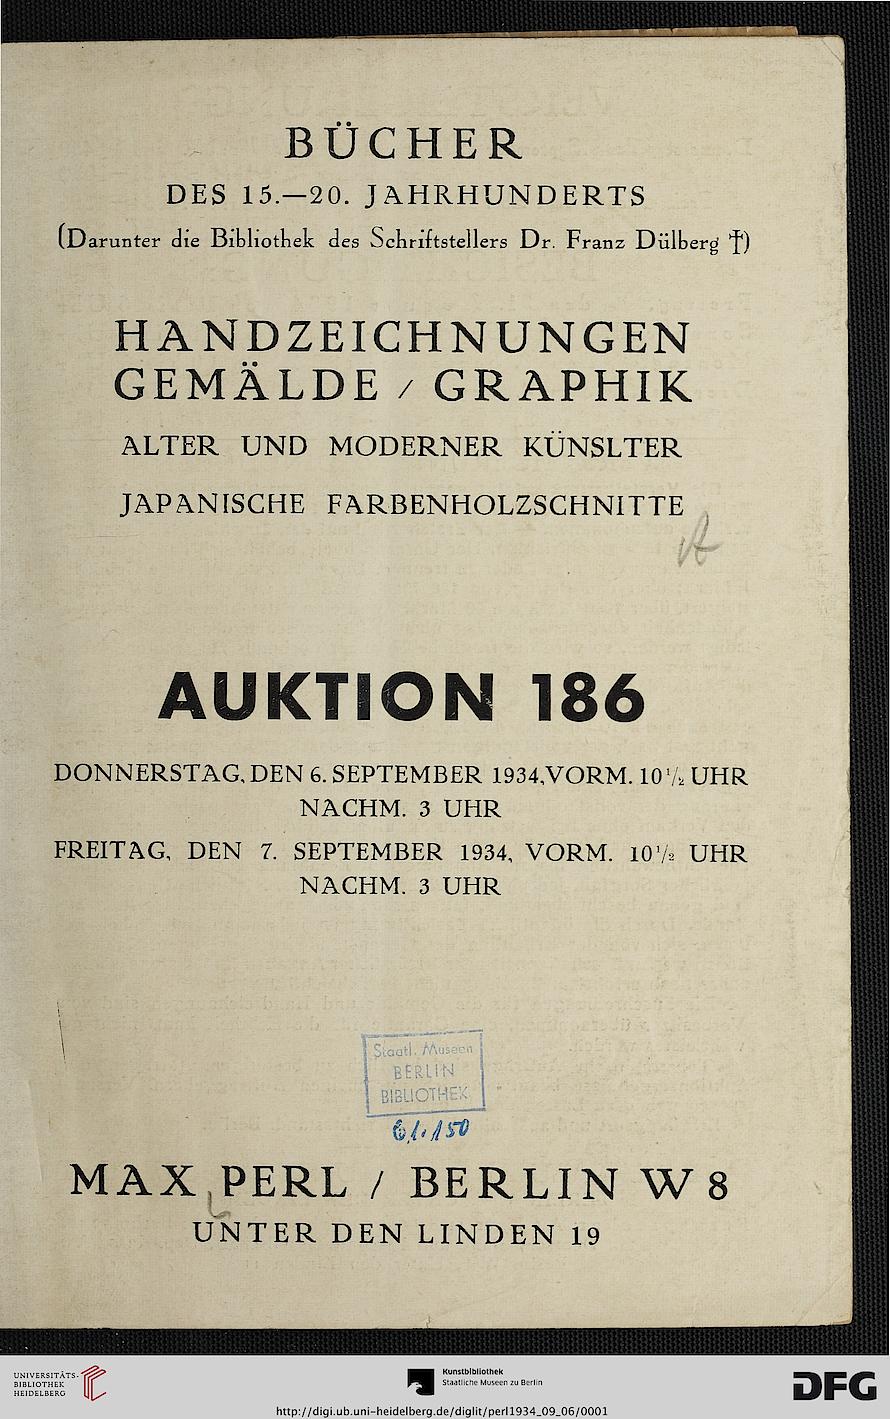 BÜCHER
DES 15.—20. JAHRHUNDERTS
(Darunter die Bibliothek des Schriftstellers Dr. Franz Dülberg †)
HANDZEICHNUNGEN
GEMÄLDE / GRAPHIK
ALTER UND MODERNER KÜNSLTER
JAPANISCHE FARBENHOLZSCHNITTE
AUKTION 186
DONNERSTAG, DEN 6. SEPTEMBER 1934, VORM. 10½ UHR
NACHM. 3 UHR
FREITAG, DEN 7. SEPTEMBER 1934, VORM. 10½ UHR
NACHM. 3 UHR
Staatl. Museen
BERLIN
BIBLIOTHEK
MAX PERL / BERLIN W 8
UNTER DEN LINDEN 19
UNIVERSITÄTS-
BIBLIOTHEK
HEIDELBERG
Kunstbibliothek
Staatliche Museen zu Berlin
DFG
http://digi.ub.uni-heidelberg.de/diglit/perl1934_09_06/0001